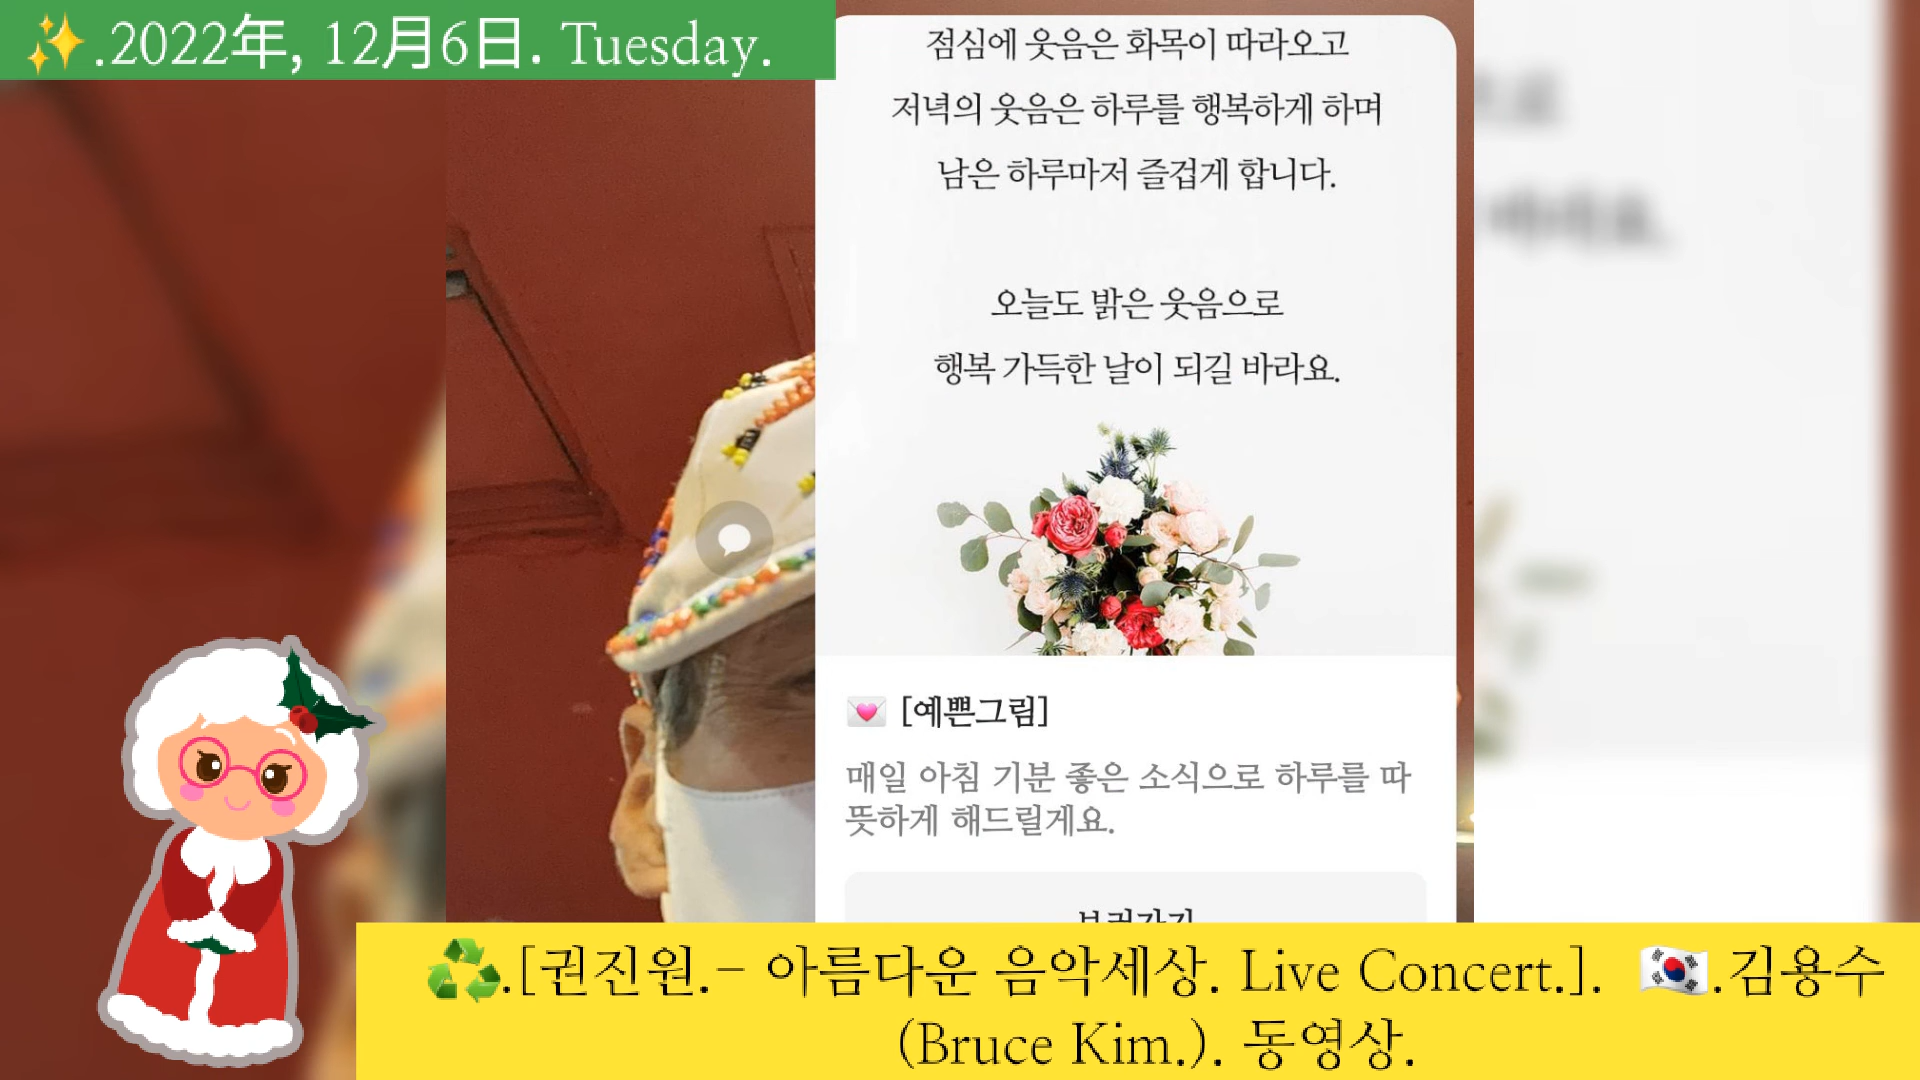 ✨.2022年, 12月6日. Tuesday.
점심에 웃음은 화목이 따라오고
저녁의 웃음은 하루를 행복하게 하며
남은 하루마저 즐겁게 합니다.
오늘도 밝은 웃음으로
행복 가득한 날이 되길 바라요.
💌 [예쁜그림]
매일 아침 기분 좋은 소식으로 하루를 따
뜻하게 해드릴게요.
♻️.[권진원.- 아름다운 음악세상. Live Concert.]. 🇰🇷.김용수
(Bruce Kim.). 동영상.